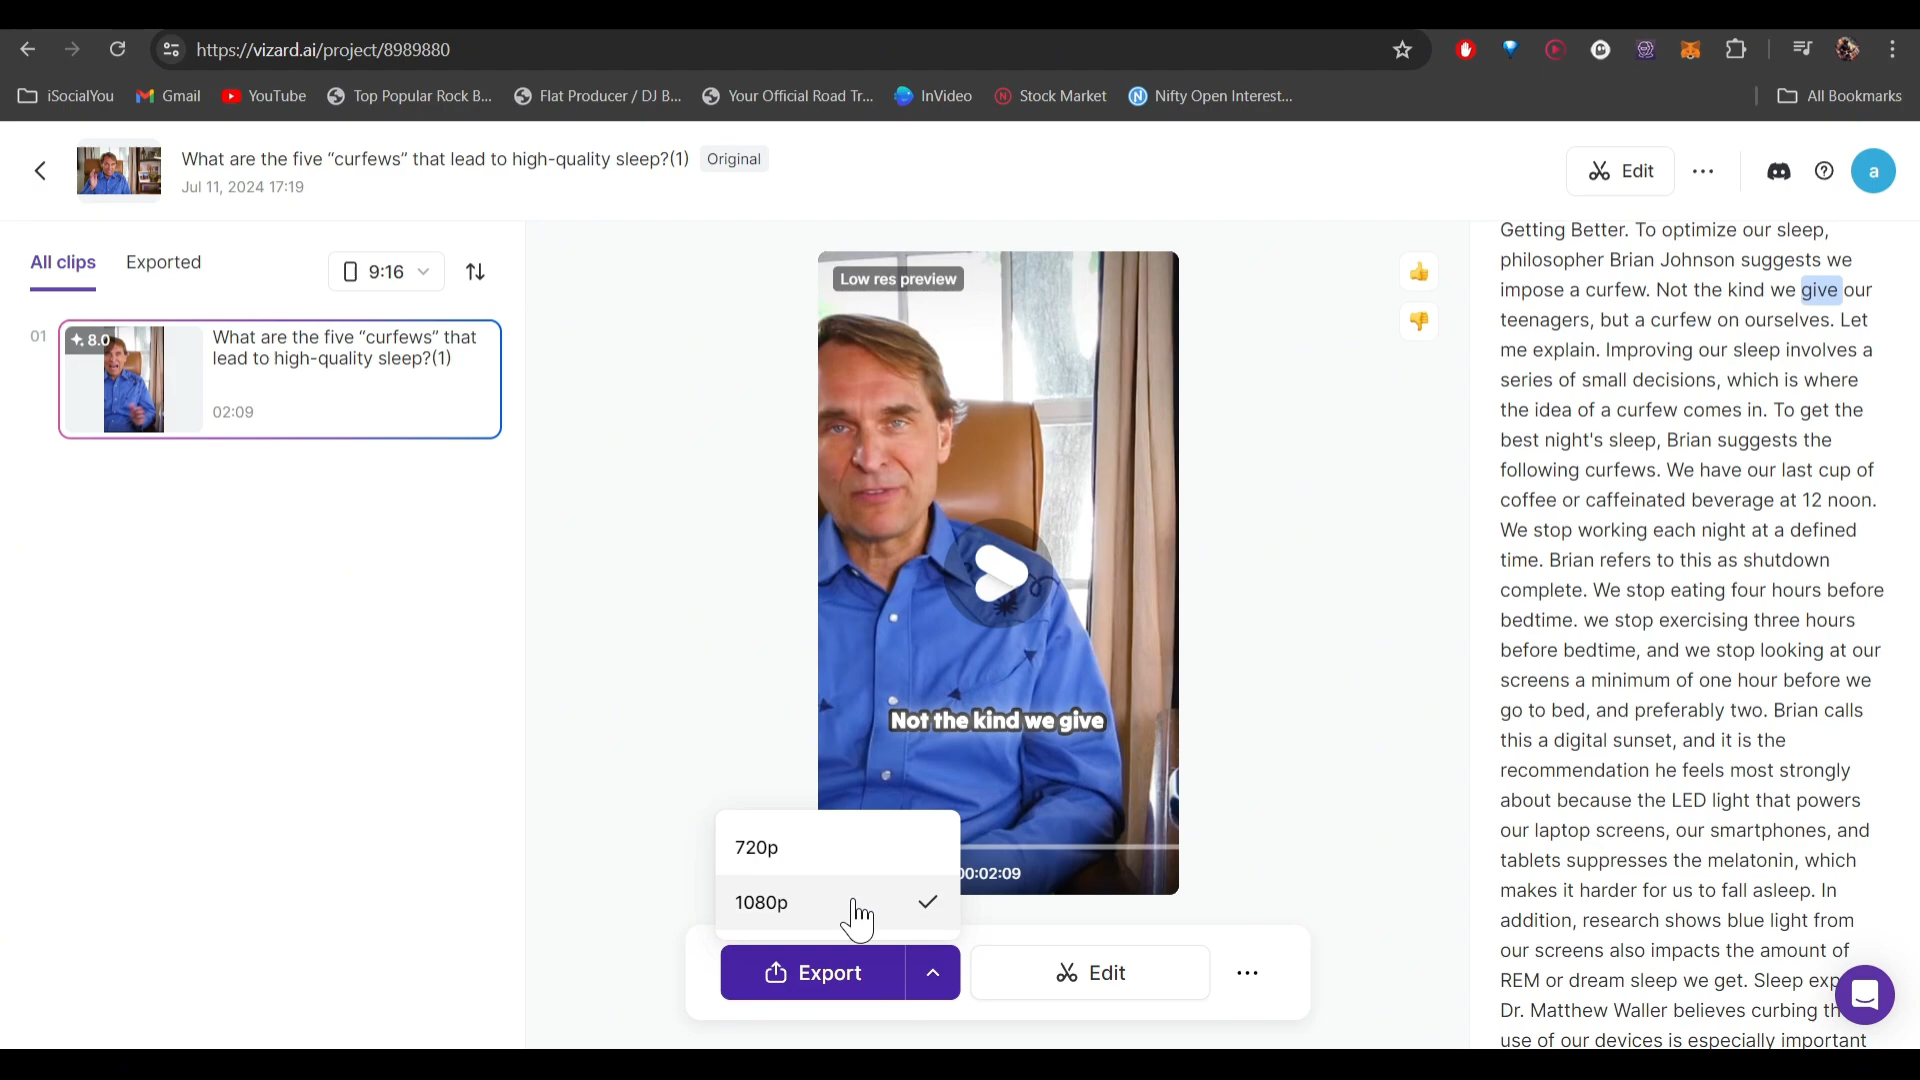 https://vizard.ai/project/8989880
iSocialYou
Gmail
YouTube
Top Popular Rock B...
Flat Producer / DJ B...
Your Official Road Tr...
InVideo
Stock Market
Nifty Open Interest...
All Bookmarks
What are the five “curfews” that lead to high-quality sleep?(1)
Original
Jul 11, 2024 17:19
Edit
a
All clips
Exported
9:16
01
8.0
What are the five “curfews” that
lead to high-quality sleep?(1)
02:09
Low res preview
Not the kind we give
00:02:09
720p
1080p
Export
Edit
Getting Better. To optimize our sleep,
philosopher Brian Johnson suggests we
impose a curfew. Not the kind we give our
teenagers, but a curfew on ourselves. Let
me explain. Improving our sleep involves a
series of small decisions, which is where
the idea of a curfew comes in. To get the
best night's sleep, Brian suggests the
following curfews. We have our last cup of
coffee or caffeinated beverage at 12 noon.
We stop working each night at a defined
time. Brian refers to this as shutdown
complete. We stop eating four hours before
bedtime. we stop exercising three hours
before bedtime, and we stop looking at our
screens a minimum of one hour before we
go to bed, and preferably two. Brian calls
this a digital sunset, and it is the
recommendation he feels most strongly
about because the LED light that powers
our laptop screens, our smartphones, and
tablets suppresses the melatonin, which
makes it harder for us to fall asleep. In
addition, research shows blue light from
our screens also impacts the amount of
REM or dream sleep we get. Sleep exp
Dr. Matthew Waller believes curbing th
use of our devices is especially important